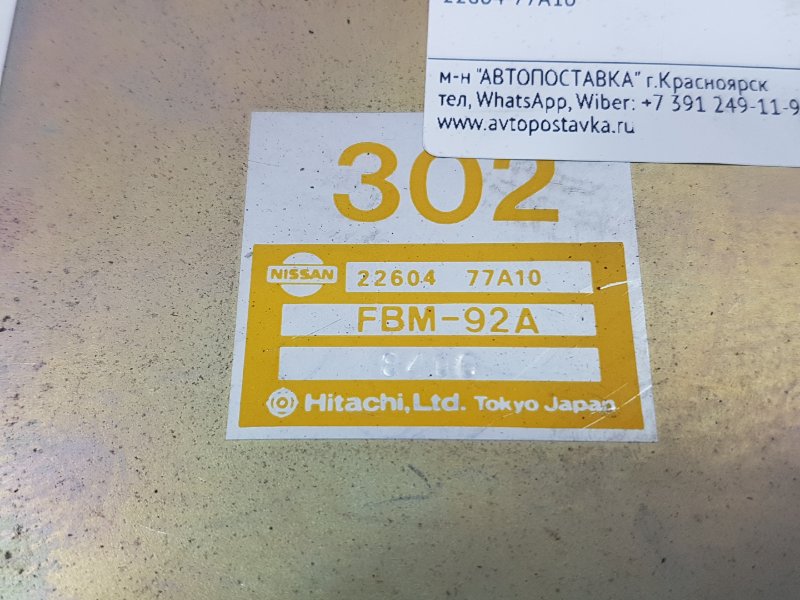 м-н "АВТОПОСТАВКА" г.Красноярск
тел, WhatsApp, Wiber: +7 391 249-11-9
www.avtopostavka.ru
302
NISSAN 22604 77A10
FBM-92A
Hitachi, Ltd. Tokyo Japan